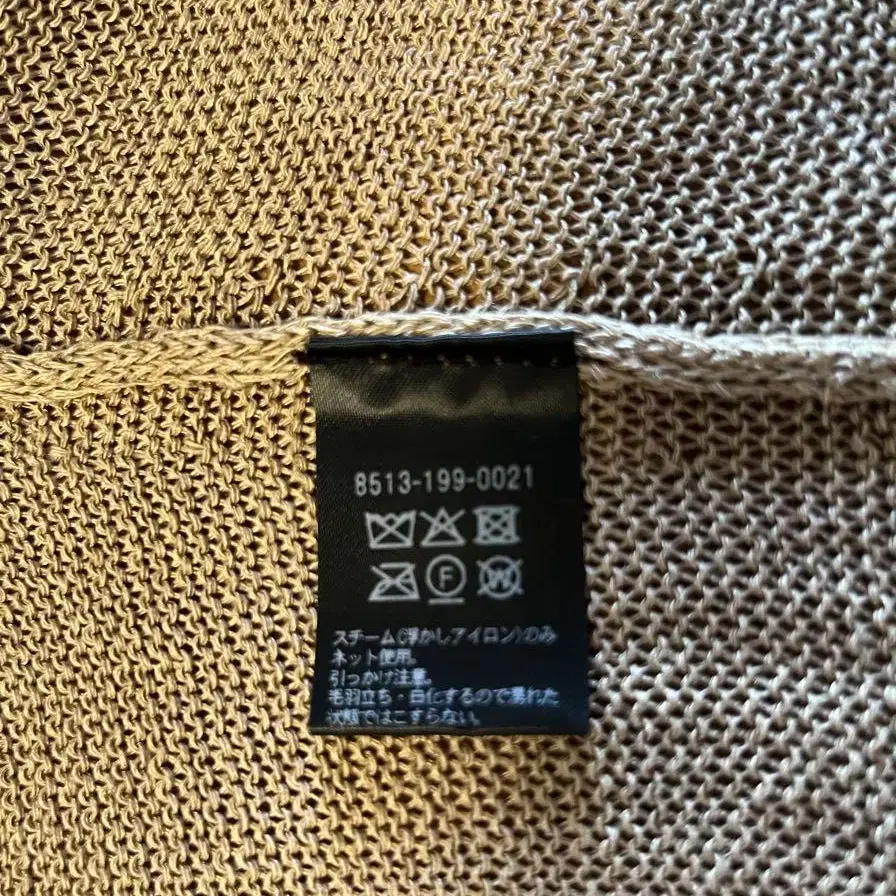 8513-199-0021
F W
スチーム(浮かしアイロン)のみ
ネット使用。
引っかけ注意。
毛羽立ち・白化するので濡れた
状態ではこすらない。